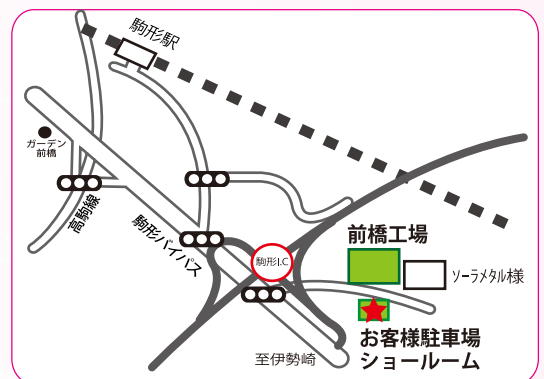 駒形駅
ガーデン
前橋
高駒線
駒形バイパス
駒形I.C
前橋工場
ソーラメタル様
お客様駐車場
ショールーム
至伊勢崎